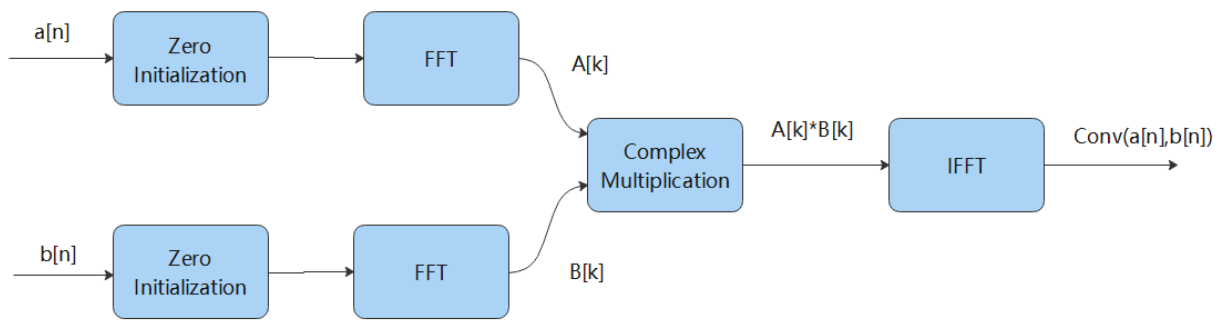 a[n]
Zero
Initialization
FFT
A[k]
Complex
Multiplication
A[k]*B[k]
IFFT
Conv(a[n],b[n])
b[n]
Zero
Initialization
FFT
B[k]